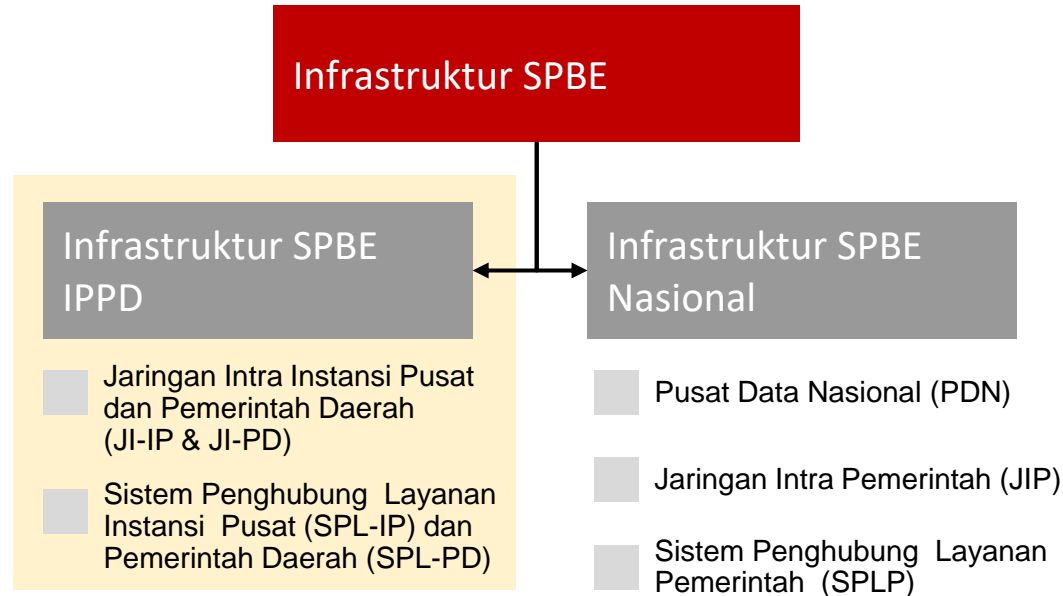 Infrastruktur SPBE
Infrastruktur SPBE
IPPD
Jaringan Intra Instansi Pusat
dan Pemerintah Daerah
(JI-IP & JI-PD)
Sistem Penghubung Layanan
Instansi Pusat (SPL-IP) dan
Pemerintah Daerah (SPL-PD)
Infrastruktur SPBE
Nasional
Pusat Data Nasional (PDN)
Jaringan Intra Pemerintah (JIP)
Sistem Penghubung Layanan
Pemerintah (SPLP)